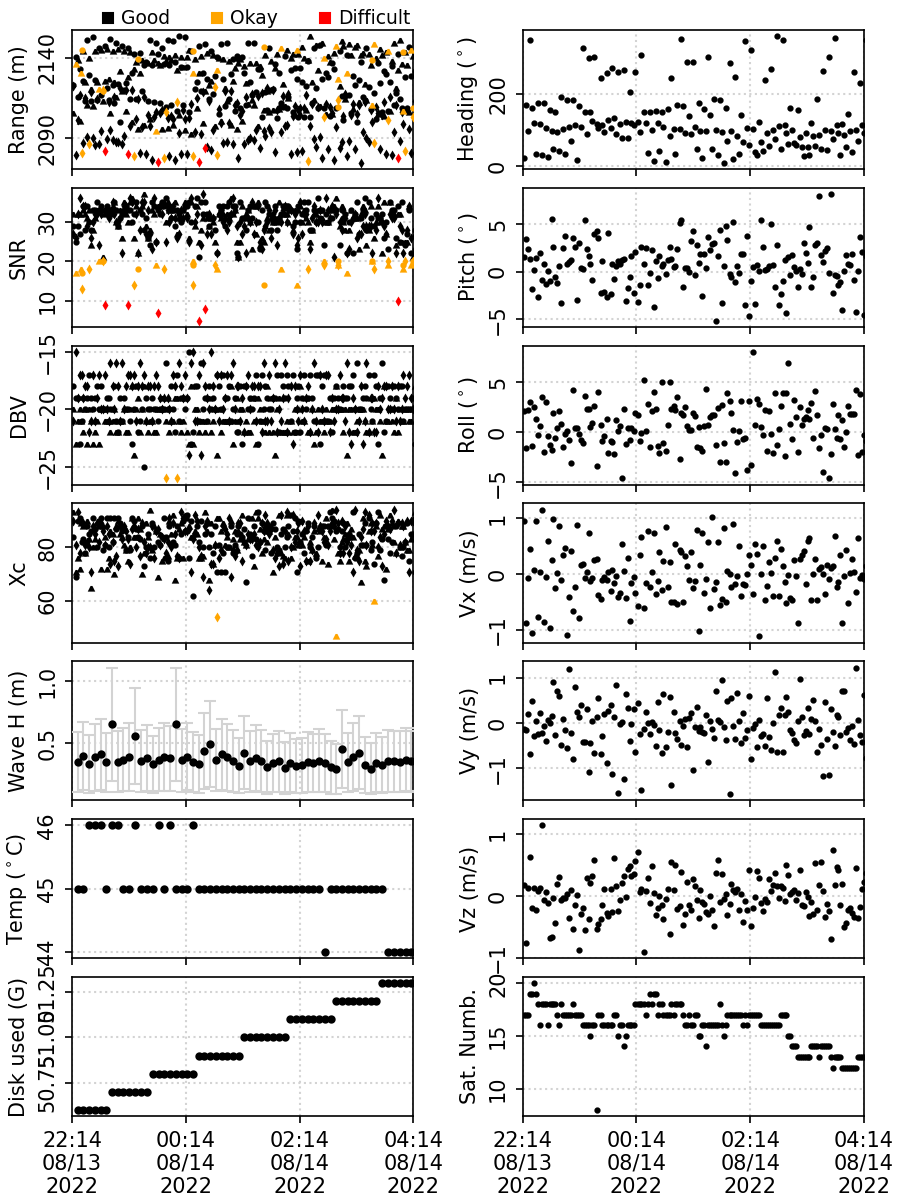 Good Okay Difficult
Range (m)
2140
2090
Heading (°)
200
0
SNR
30
20
10
Pitch (°)
5
0
−5
DBV
−15
−20
−25
Roll (°)
5
0
−5
Xc
80
60
Vx (m/s)
1
0
−1
Wave H (m)
1.0
0.5
Vy (m/s)
1
0
−1
Temp (°C)
46
45
44
Vz (m/s)
1
0
−1
Disk used (G)
51.25
51.00
50.75
Sat. Numb.
20
15
10
22:14 00:14 02:14 04:14 22:14 00:14 02:14 04:14
08/13 08/14 08/14 08/14 08/13 08/14 08/14 08/14
2022 2022 2022 2022 2022 2022 2022 2022